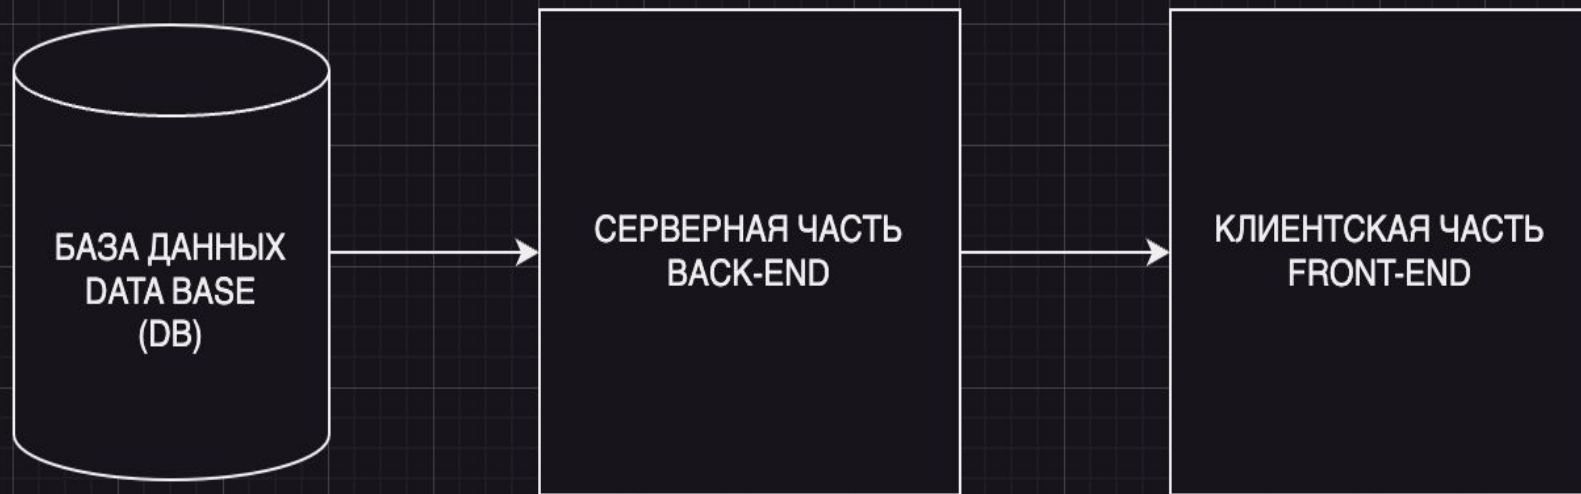 БАЗА ДАННЫХ
DATA BASE
(DB)
СЕРВЕРНАЯ ЧАСТЬ
BACK-END
КЛИЕНТСКАЯ ЧАСТЬ
FRONT-END